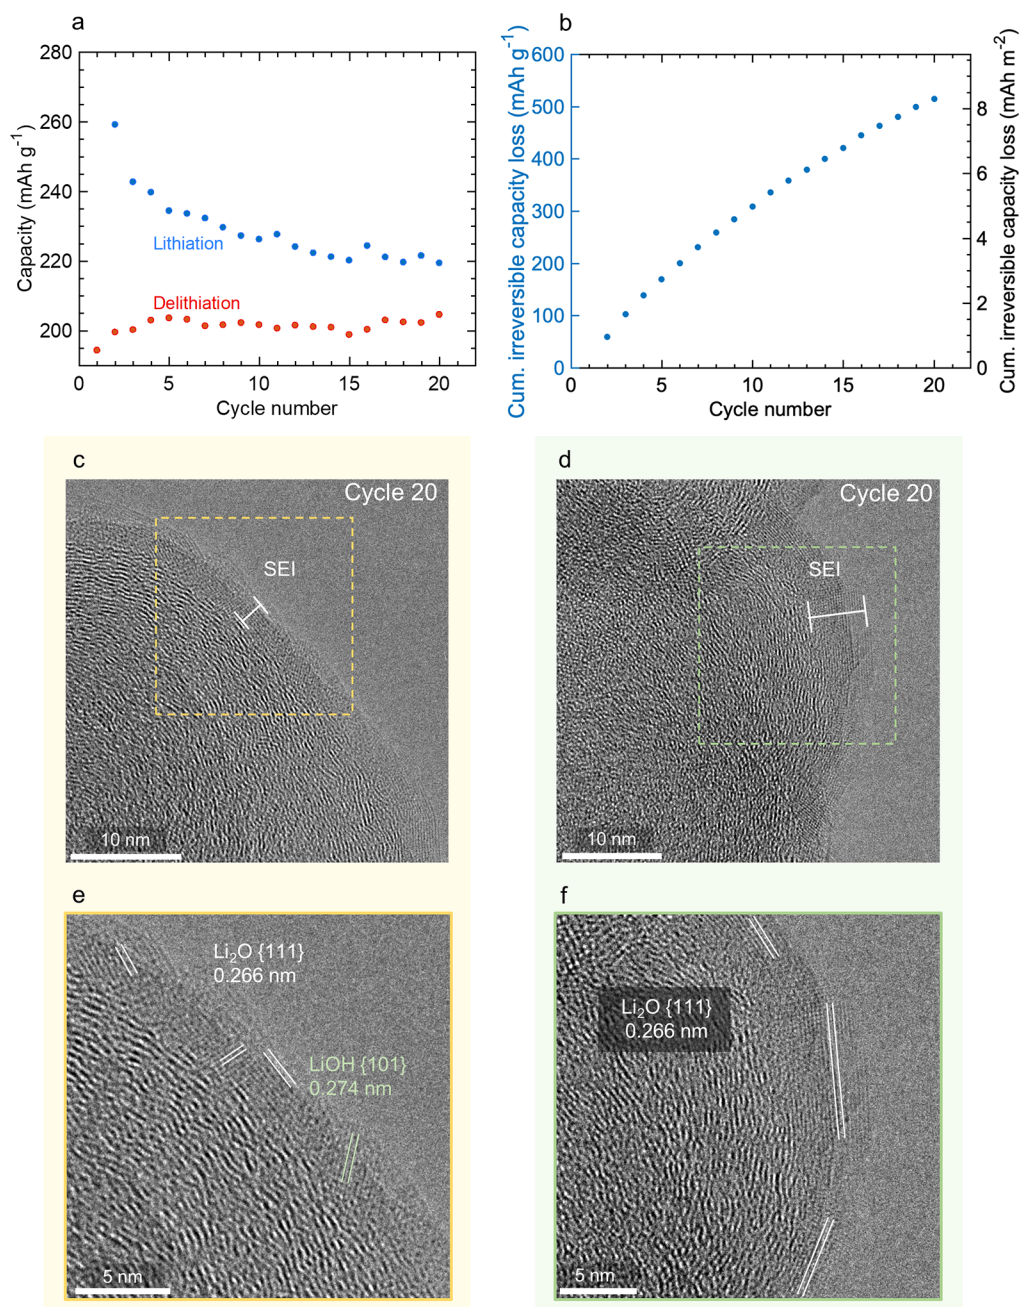 a
Capacity (mAh g⁻¹)
280
260
240
220
200
Lithiation
Delithiation
0
5
10
15
20
Cycle number
b
Cum. irreversible capacity loss (mAh g⁻¹)
600
500
400
300
200
100
0
0
5
10
15
20
Cycle number
8
6
4
2
0
Cum. irreversible capacity loss (mAh m⁻²)
c
Cycle 20
SEI
10 nm
d
Cycle 20
SEI
10 nm
e
Li₂O {111}
0.266 nm
LiOH {101}
0.274 nm
5 nm
f
Li₂O {111}
0.266 nm
5 nm